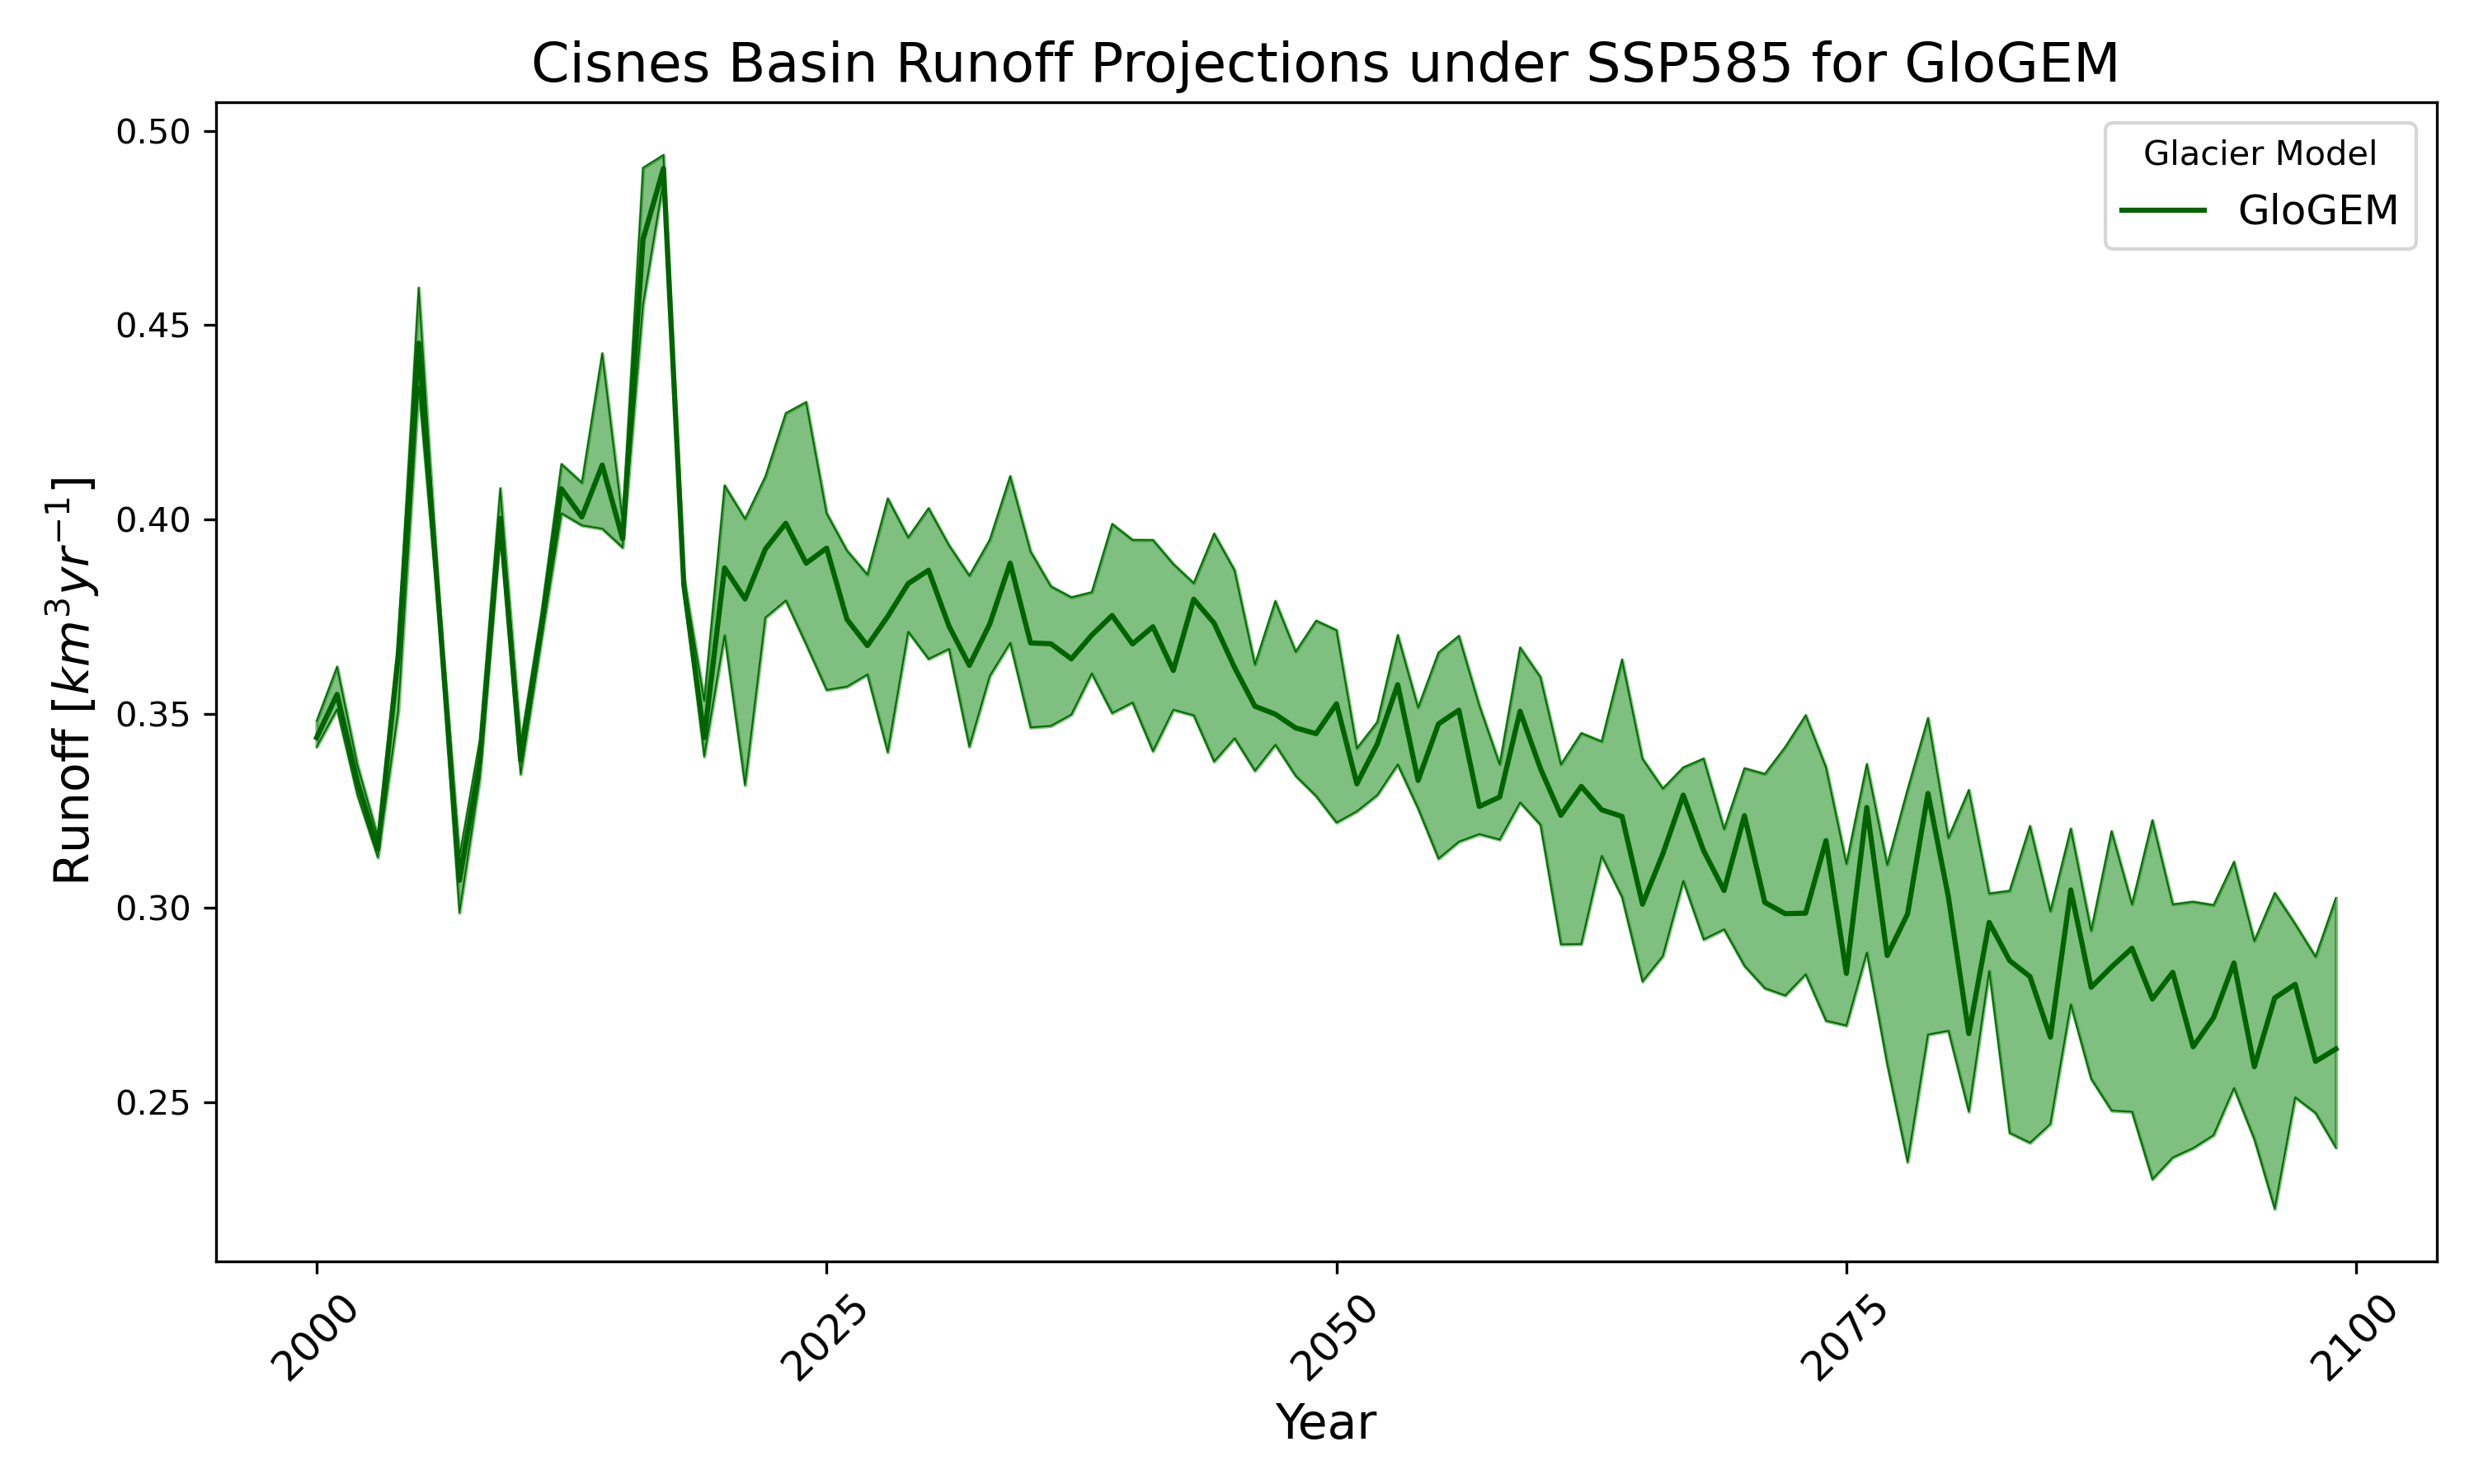 Cisnes Basin Runoff Projections under SSP585 for GloGEM
Glacier Model
GloGEM
Runoff [km³yr⁻¹]
0.50
0.45
0.40
0.35
0.30
0.25
2000
2025
2050
2075
2100
Year